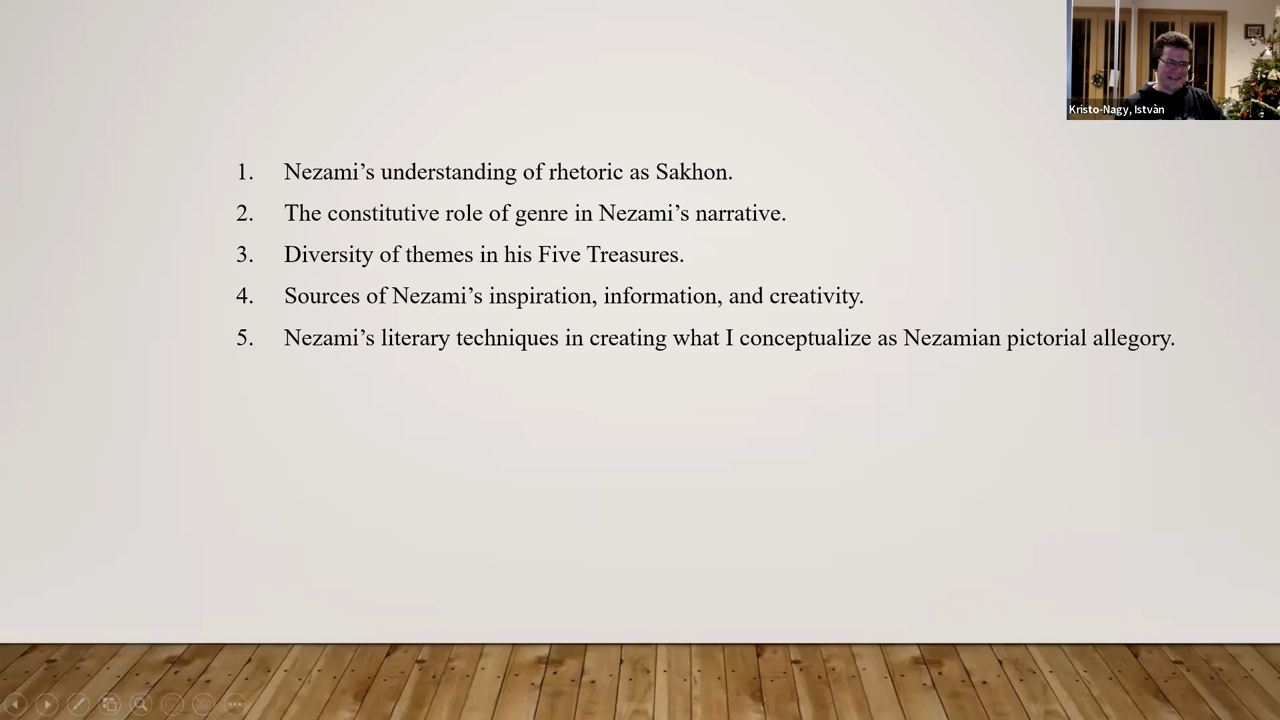 Kristo-Nagy, Istvàn
1. Nezami’s understanding of rhetoric as Sakhon.
2. The constitutive role of genre in Nezami’s narrative.
3. Diversity of themes in his Five Treasures.
4. Sources of Nezami’s inspiration, information, and creativity.
5. Nezami’s literary techniques in creating what I conceptualize as Nezamian pictorial allegory.